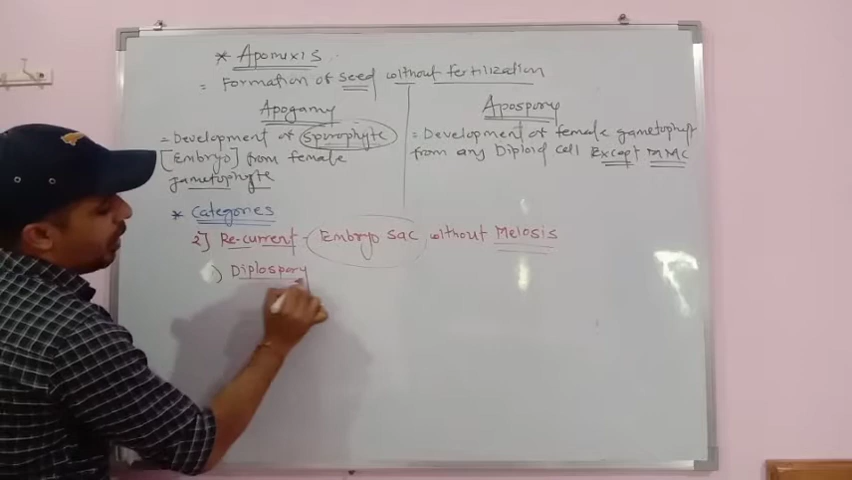 * Apomixis
= Formation of seed without fertilization
Apogamy
= Development of sporophyte
[Embryo] from female
gametophyte
Apospory
= Development of female gametophyte
from any Diploid cell Except MMC
* Categories
2] Re-current - Embryo sac without Meiosis
) Diplospory